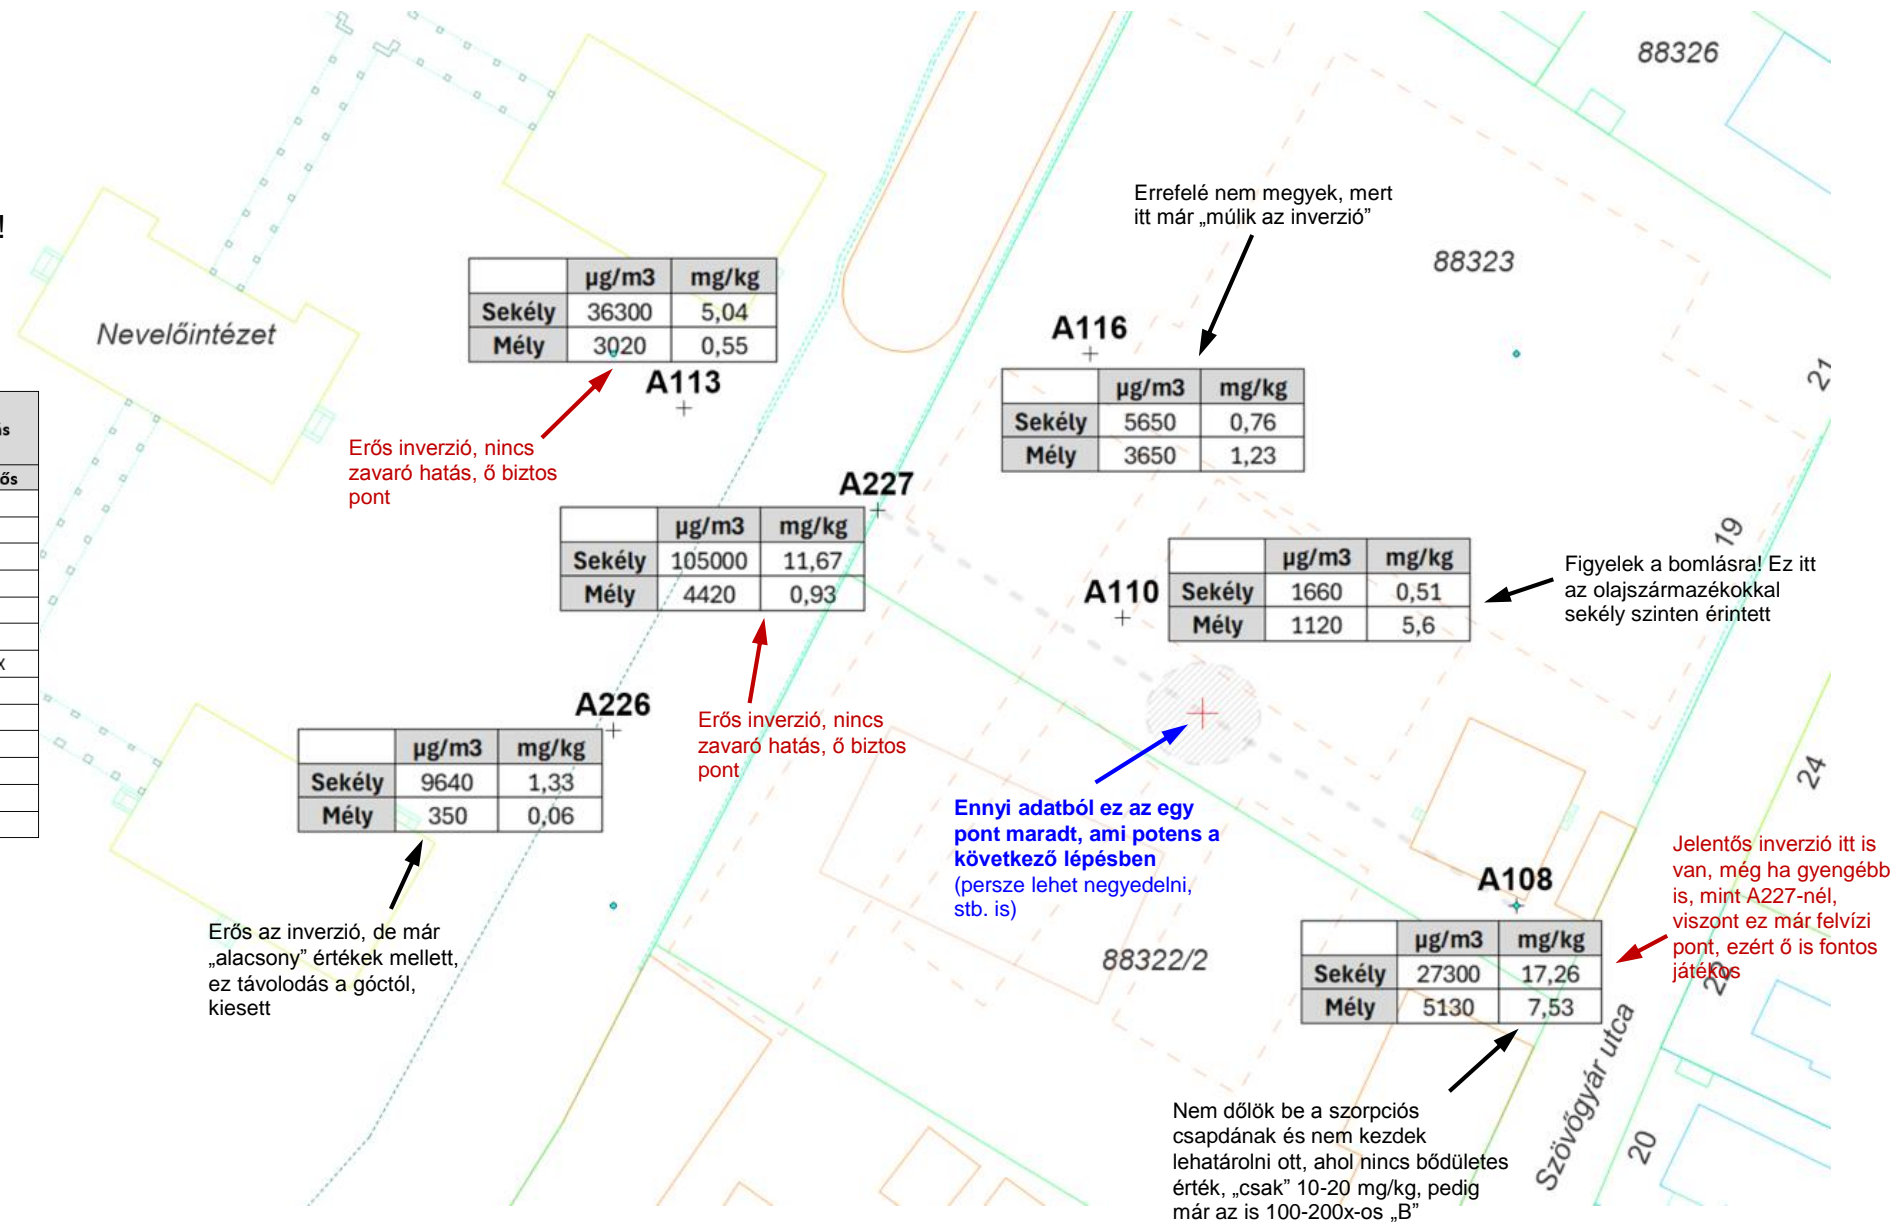 88326
!
Errefelé nem megyek, mert
itt már „múlik az inverzió”
88323
Nevelőintézet
µg/m3 mg/kg
Sekély 36300 5,04
Mély 3020 0,55
A113
Erős inverzió, nincs
zavaró hatás, ő biztos
pont
A116
µg/m3 mg/kg
Sekély 5650 0,76
Mély 3650 1,23
21
ős
X
A227
µg/m3 mg/kg
Sekély 105000 11,67
Mély 4420 0,93
Erős inverzió, nincs
zavaró hatás, ő biztos
pont
19
A110
µg/m3 mg/kg
Sekély 1660 0,51
Mély 1120 5,6
Figyelek a bomlásra! Ez itt
az olajszármazékokkal
sekély szinten érintett
A226
µg/m3 mg/kg
Sekély 9640 1,33
Mély 350 0,06
Erős az inverzió, de már
„alacsony” értékek mellett,
ez távolodás a góctól,
kiesett
Ennyi adatból ez az egy
pont maradt, ami potens a
következő lépésben
(persze lehet negyedelni,
stb. is)
24
88322/2
A108
µg/m3 mg/kg
Sekély 27300 17,26
Mély 5130 7,53
Jelentős inverzió itt is
van, még ha gyengébb
is, mint A227-nél,
viszont ez már felvízi
pont, ezért ő is fontos
játékos
22
Szövőgyár utca
20
Nem dőlök be a szorpciós
csapdának és nem kezdek
lehatárolni ott, ahol nincs bődületes
érték, „csak” 10-20 mg/kg, pedig
már az is 100-200x-os „B”